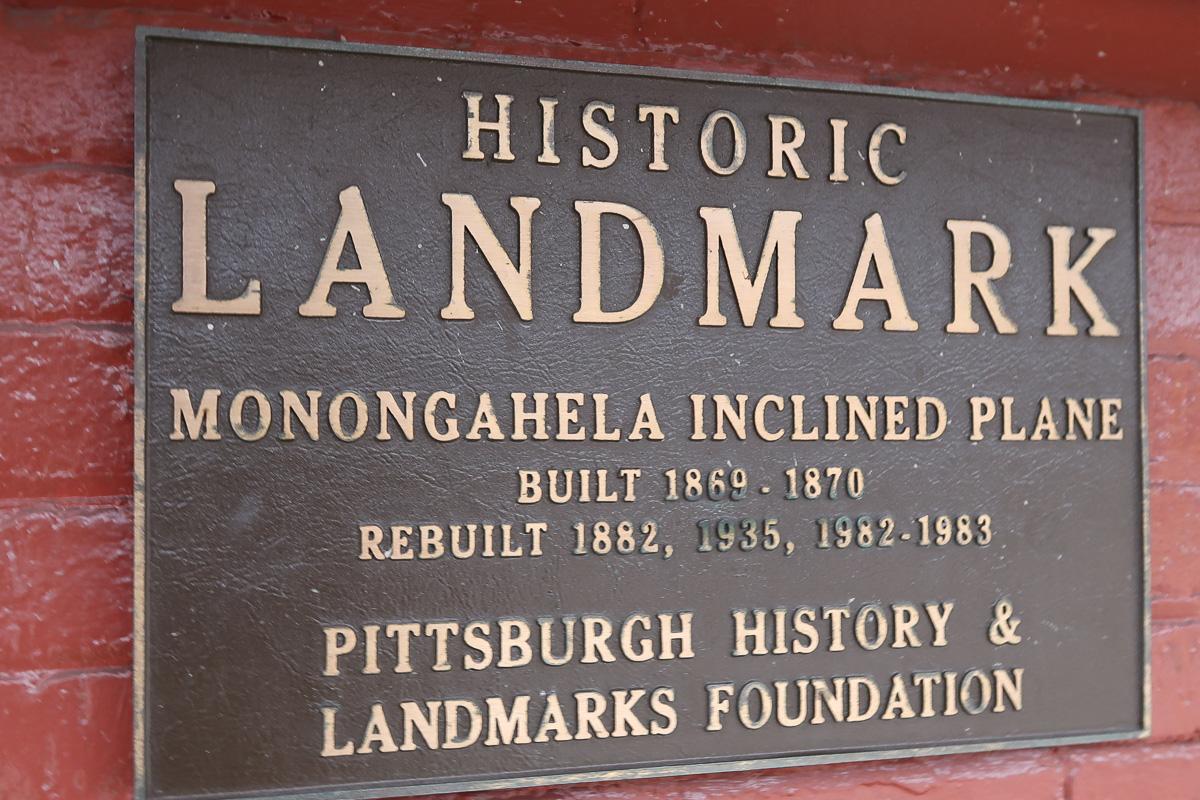 HISTORIC
LANDMARK
MONONGAHELA INCLINED PLANE
BUILT 1869 - 1870
REBUILT 1882, 1935, 1982-1983
PITTSBURGH HISTORY &
LANDMARKS FOUNDATION